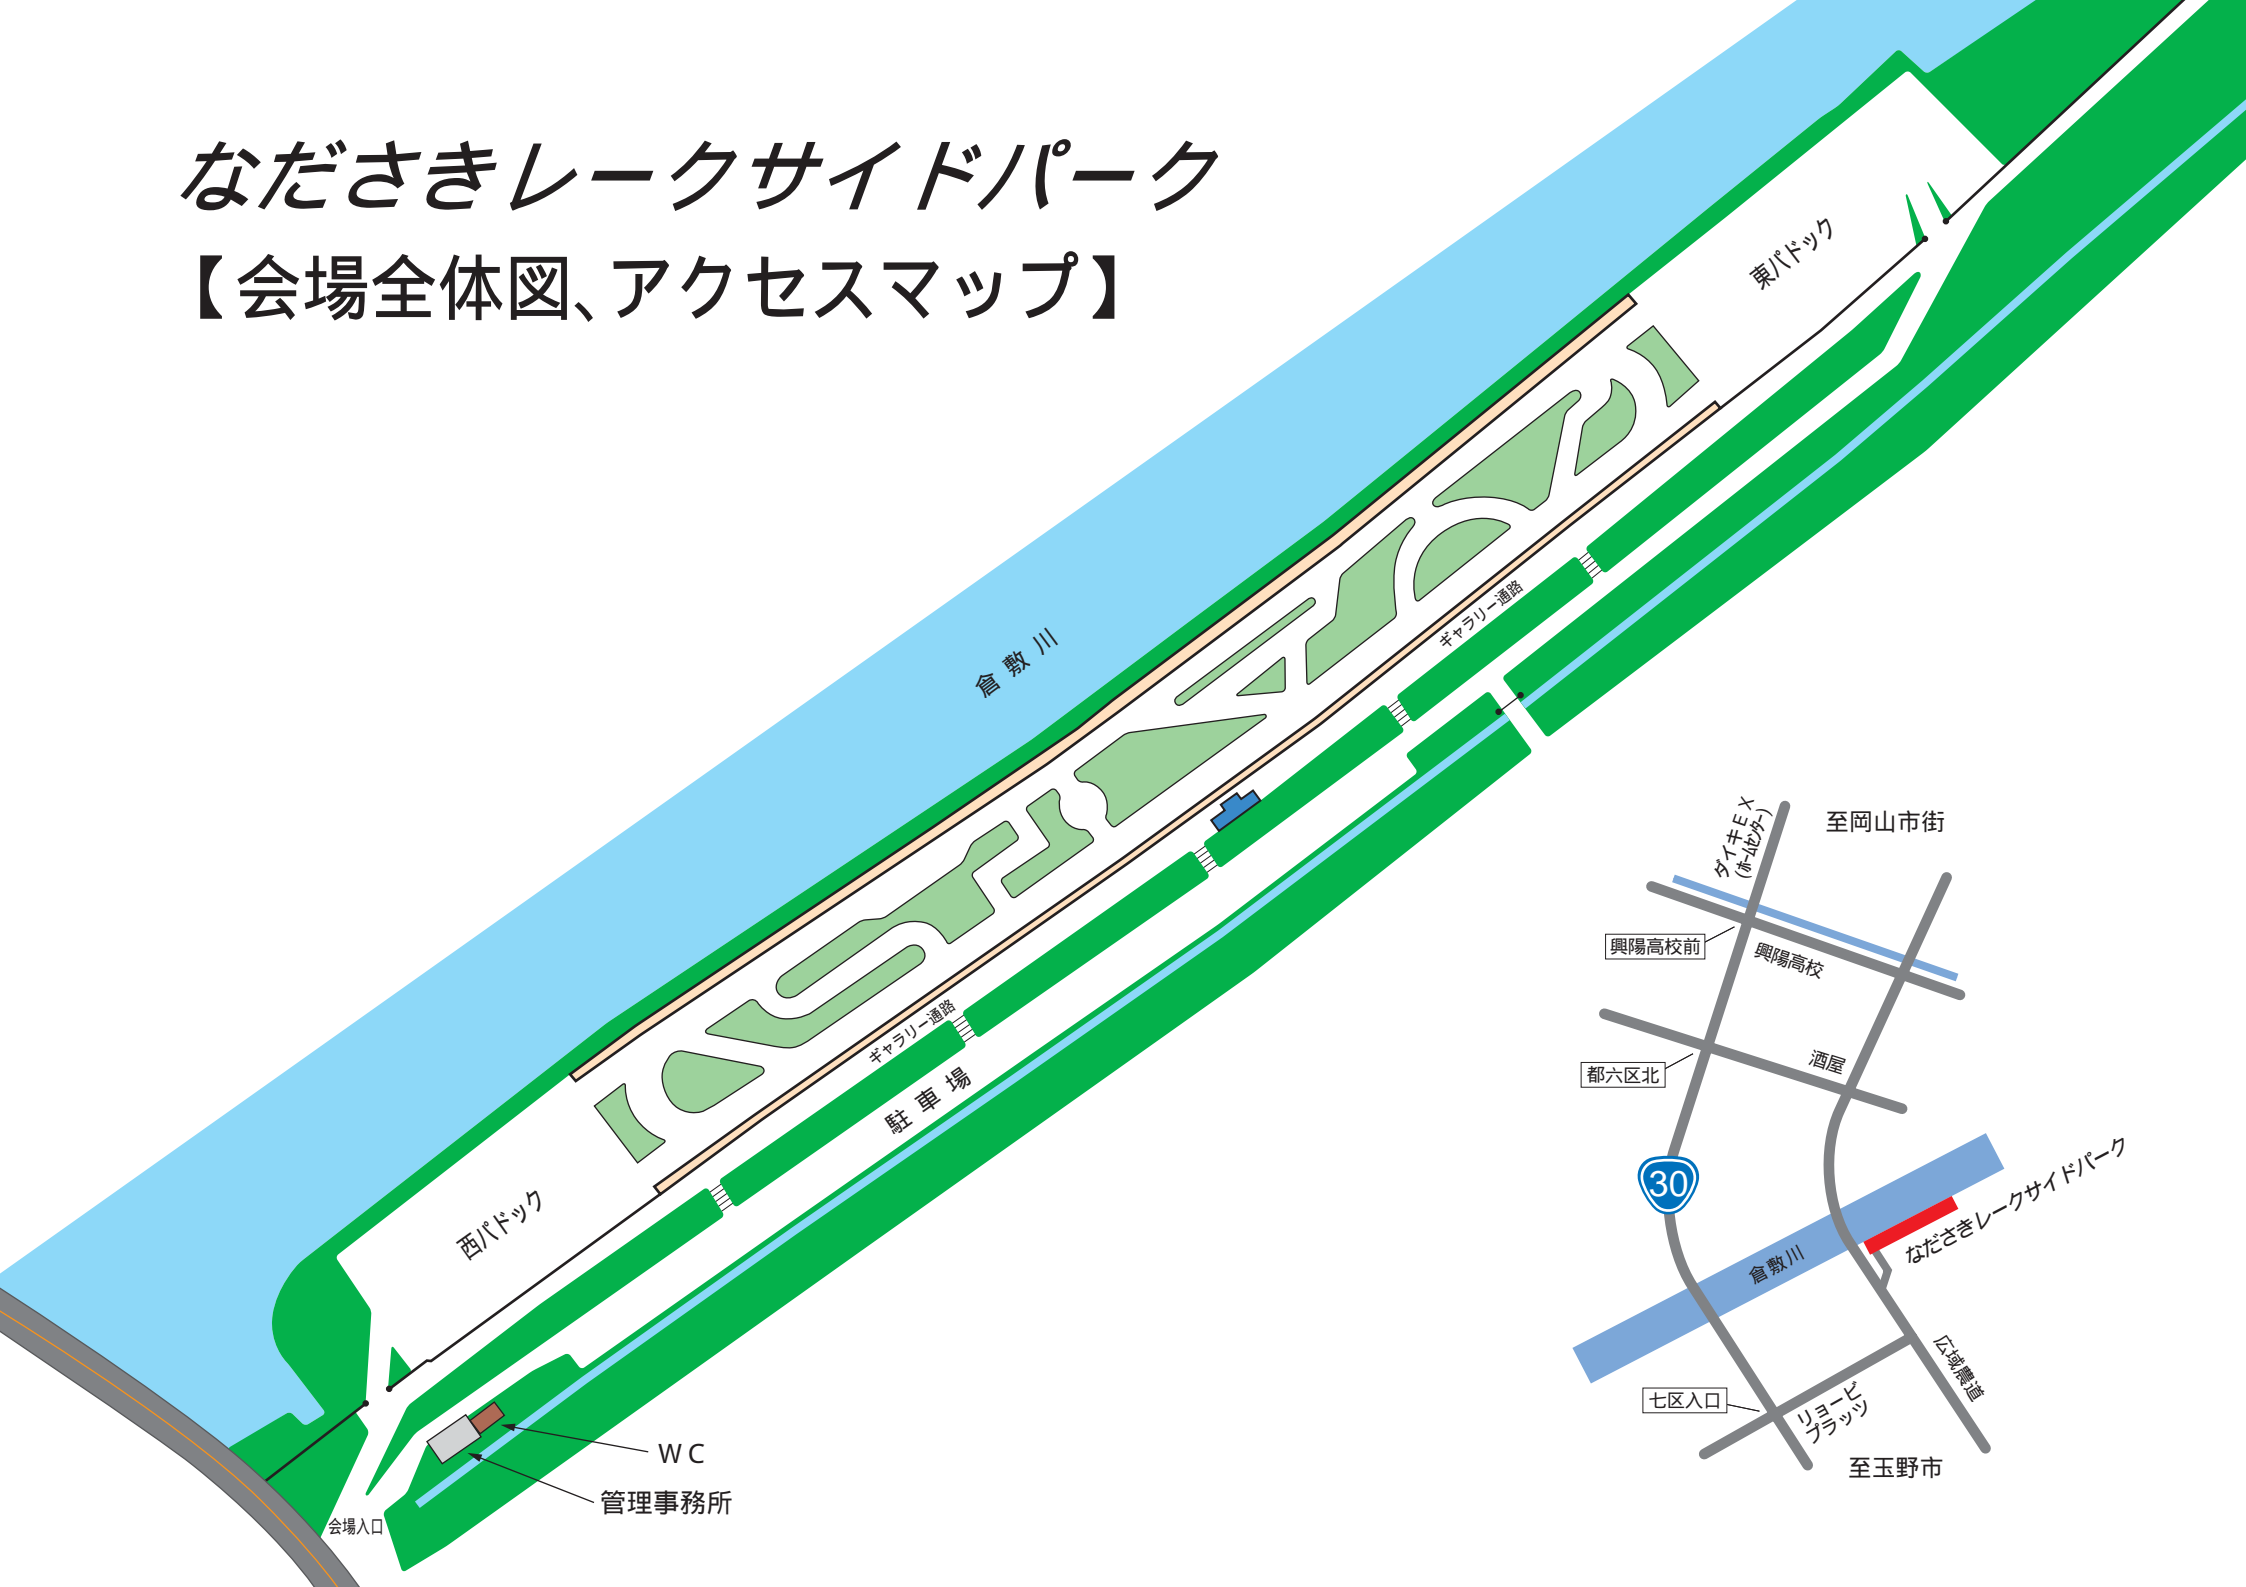 なださきレークサイドパーク
【会場全体図、アクセスマップ】
東パドック
倉敷川
ギャラリー通路
ギャラリー通路
駐車場
西パドック
WC
管理事務所
会場入口
ダイキEX
(ホームセンター)
至岡山市街
興陽高校前
興陽高校
都六区北
酒屋
30
なださきレークサイドパーク
倉敷川
広域農道
七区入口
リョービ
プラッツ
至玉野市